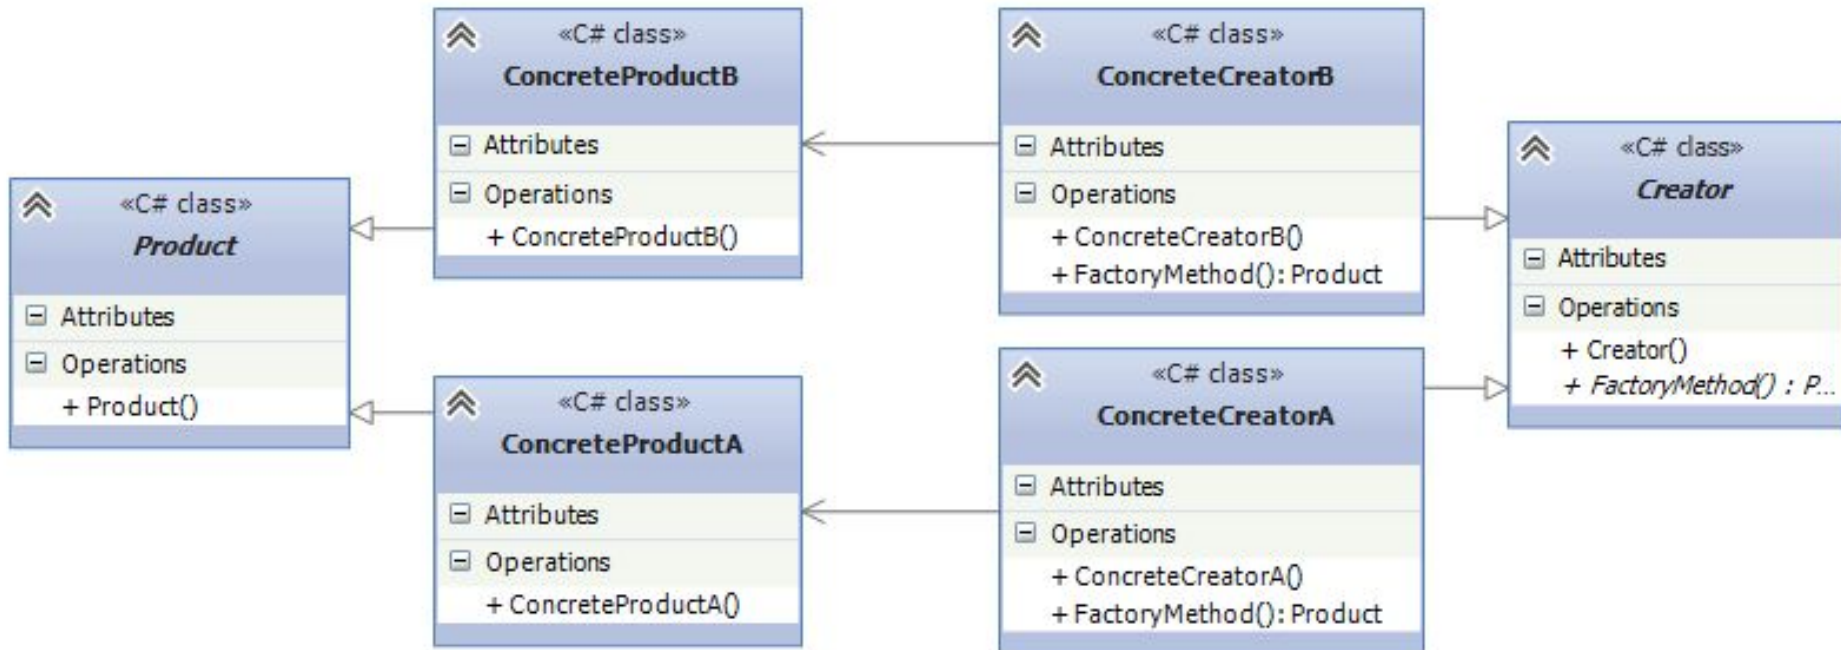 «C# class»
ConcreteProductB
Attributes
Operations
+ ConcreteProductB()
«C# class»
ConcreteCreatorB
Attributes
Operations
+ ConcreteCreatorB()
+ FactoryMethod(): Product
«C# class»
Creator
Attributes
Operations
+ Creator()
+ FactoryMethod() : P...
«C# class»
Product
Attributes
Operations
+ Product()
«C# class»
ConcreteProductA
Attributes
Operations
+ ConcreteProductA()
«C# class»
ConcreteCreatorA
Attributes
Operations
+ ConcreteCreatorA()
+ FactoryMethod(): Product